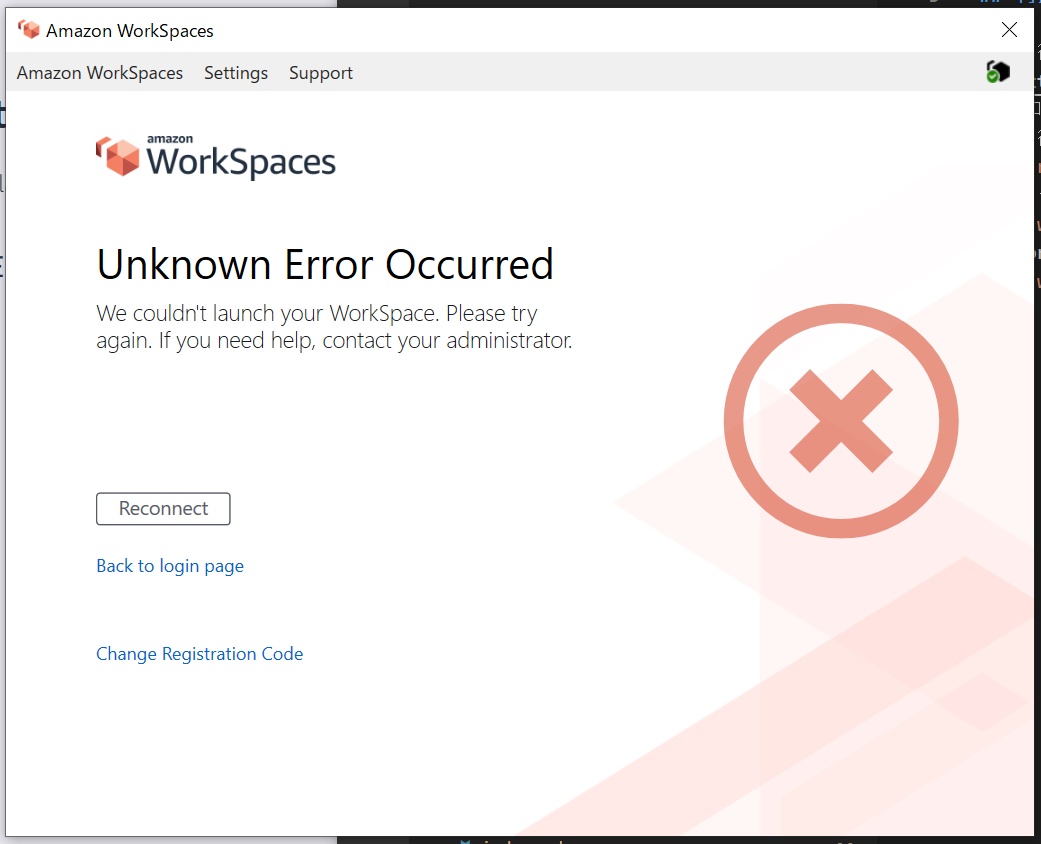 Amazon WorkSpaces
Amazon WorkSpaces Settings Support
amazon
WorkSpaces
Unknown Error Occurred
We couldn't launch your WorkSpace. Please try
again. If you need help, contact your administrator.
Reconnect
Back to login page
Change Registration Code